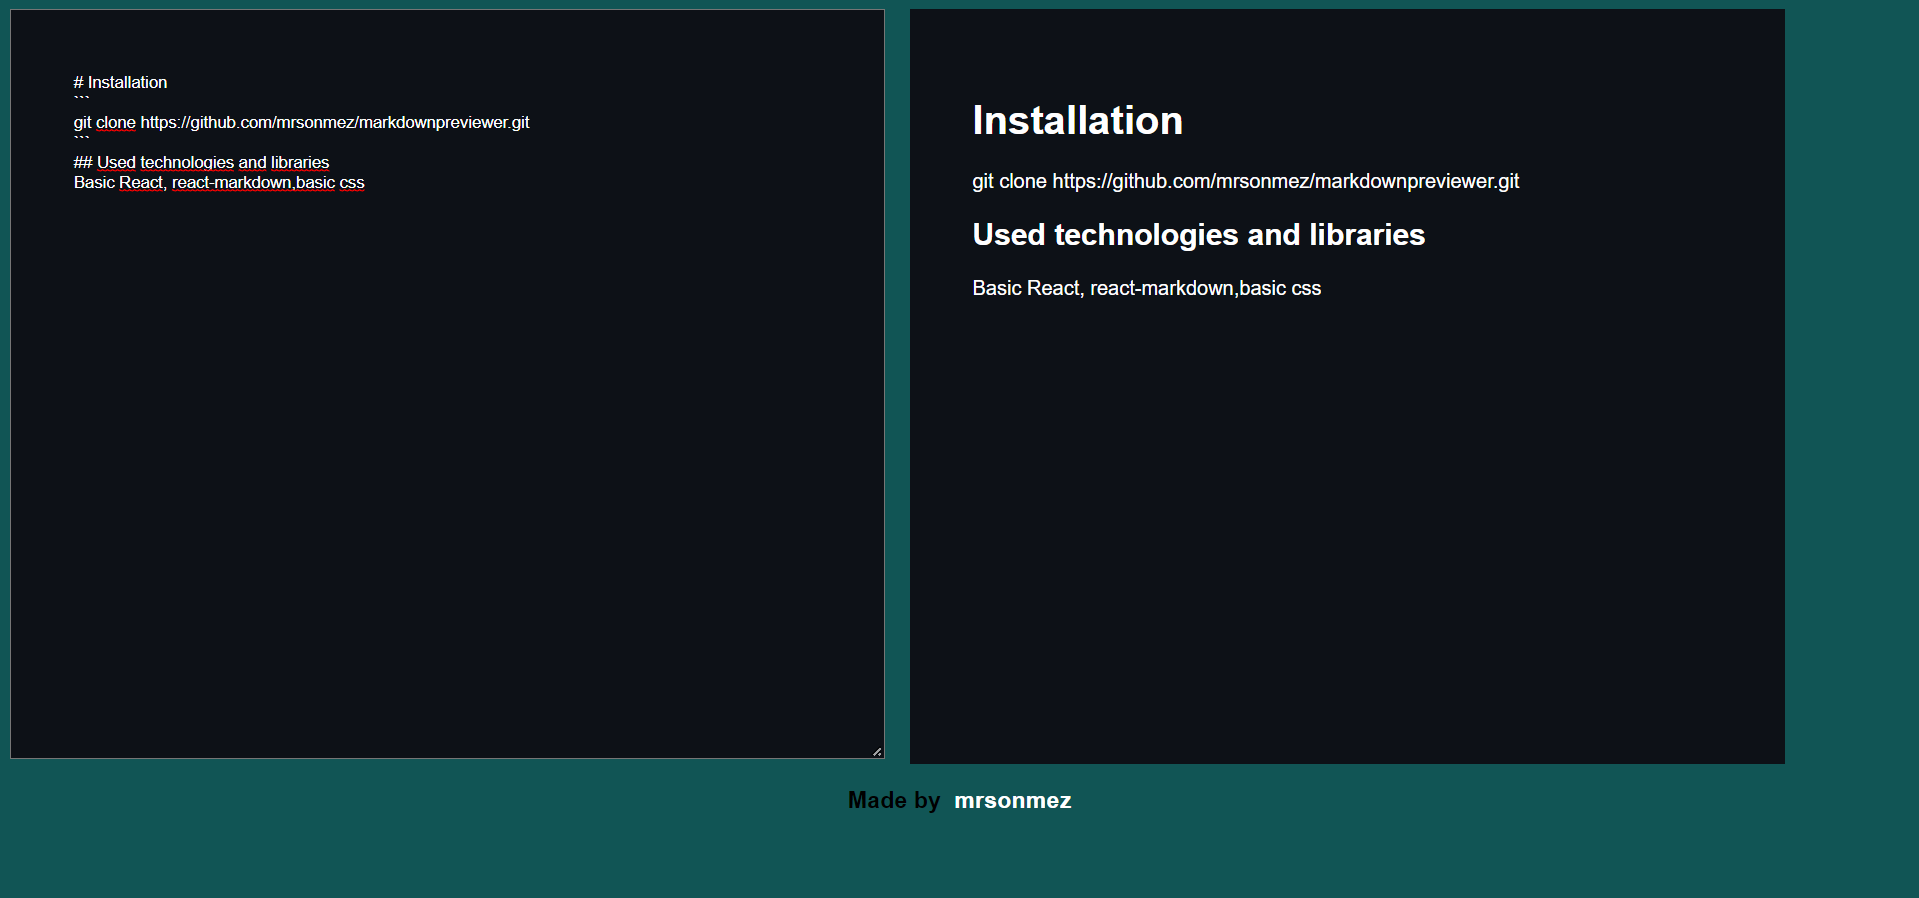 # Installation
```
git clone https://github.com/mrsonmez/markdownpreviewer.git
```
## Used technologies and libraries
Basic React, react-markdown,basic css
Installation
git clone https://github.com/mrsonmez/markdownpreviewer.git
Used technologies and libraries
Basic React, react-markdown,basic css
Made by mrsonmez